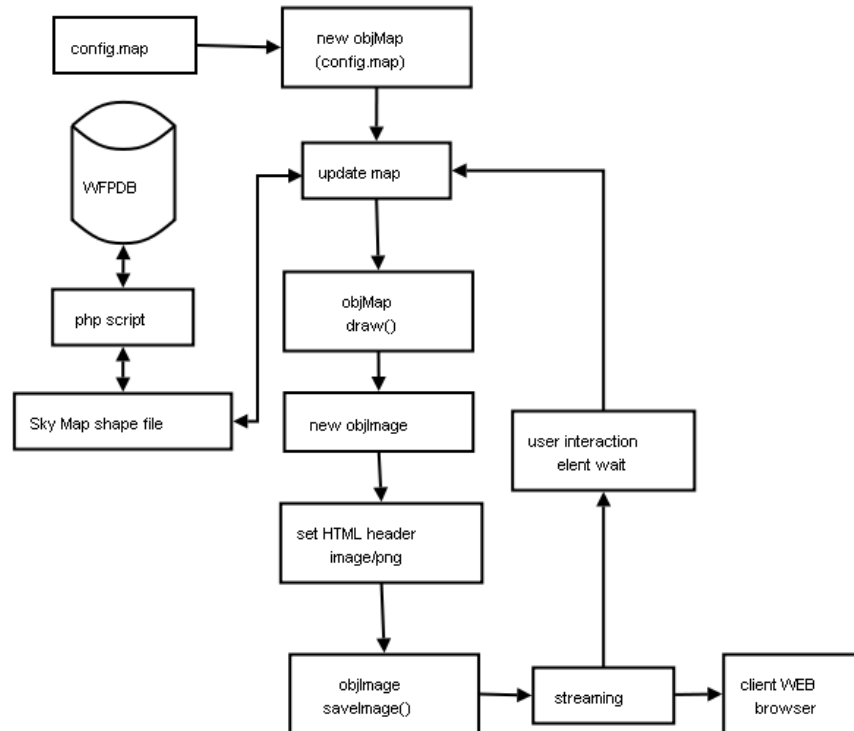 config.map
new objMap
(config.map)
WFPDB
update map
php script
objMap
draw()
Sky Map shape file
new objImage
user interaction
elent wait
set HTML header
image/png
objImage
saveImage()
streaming
client WEB
browser